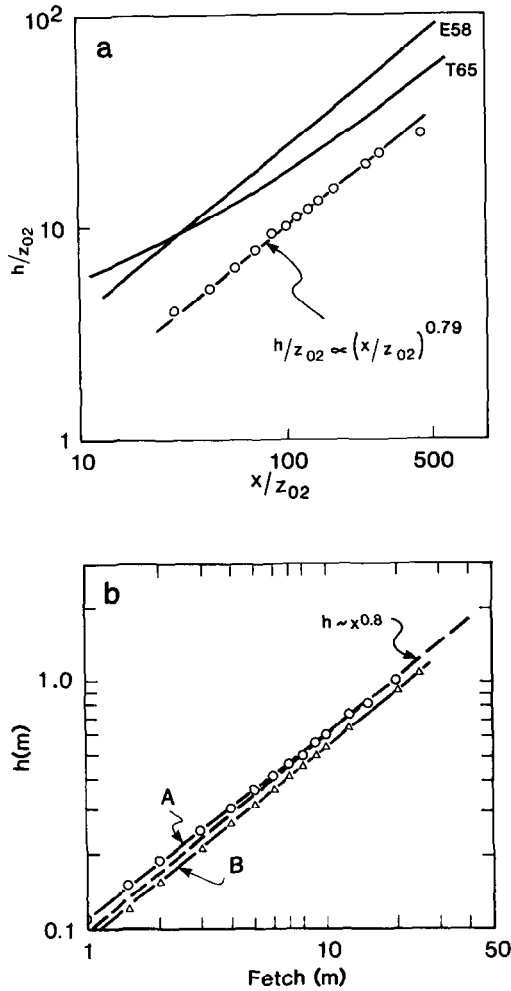 a
10²
E58
T65
h/z₀₂
10
h/z₀₂ ∝ (x/z₀₂)^0.79
1
10
100
500
x/z₀₂
b
h ~ x^0.8
1.0
h(m)
A
B
0.1
1
10
50
Fetch (m)